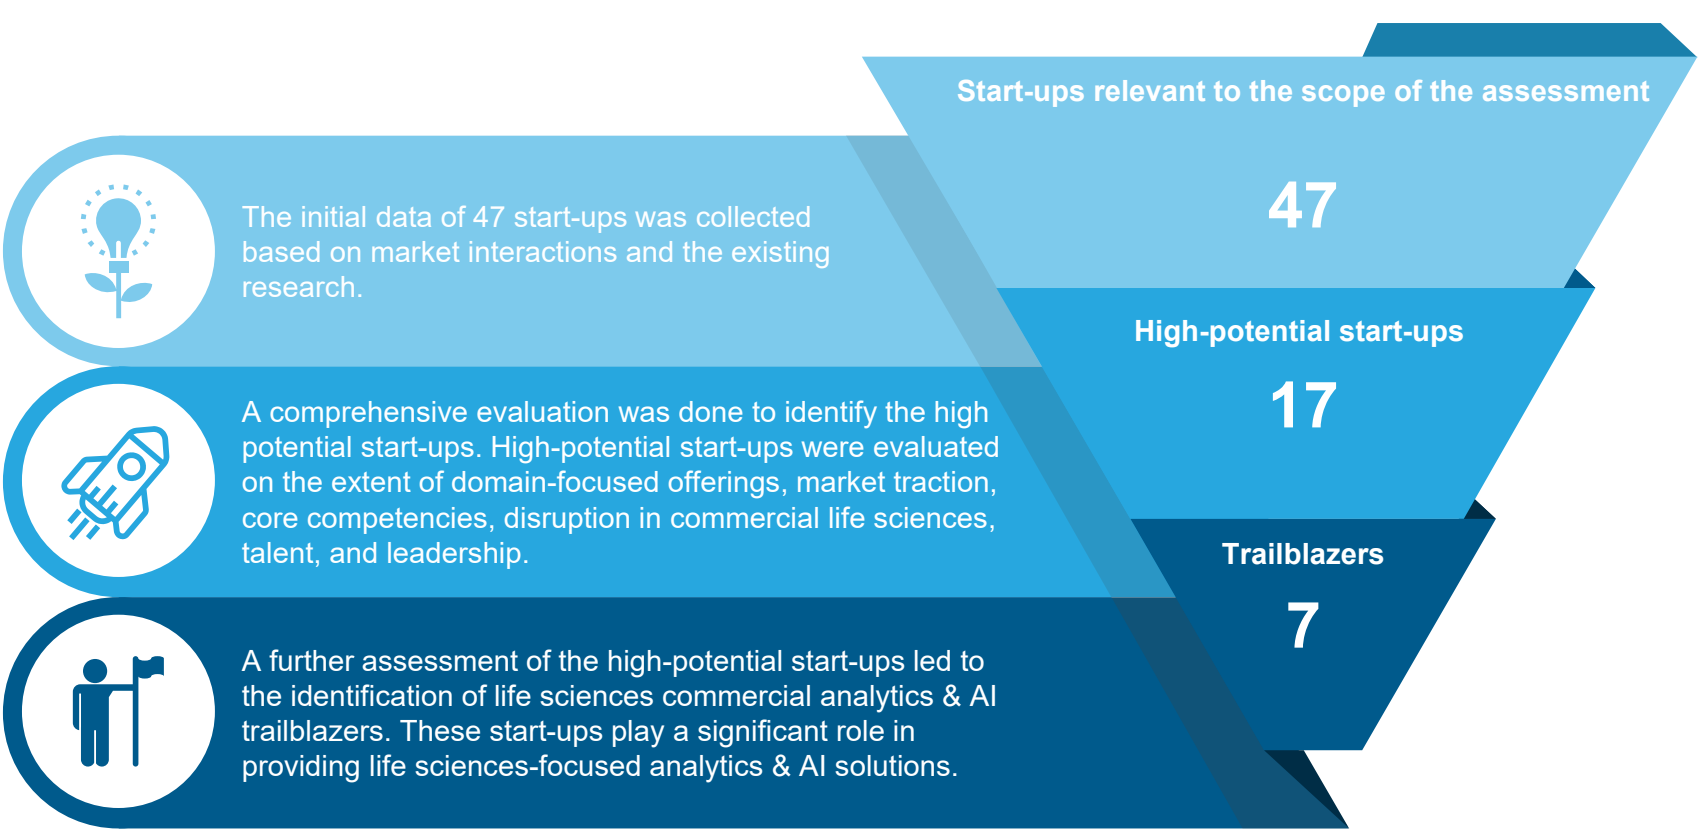 Start-ups relevant to the scope of the assessment
47
The initial data of 47 start-ups was collected
based on market interactions and the existing
research.
High-potential start-ups
17
A comprehensive evaluation was done to identify the high
potential start-ups. High-potential start-ups were evaluated
on the extent of domain-focused offerings, market traction,
core competencies, disruption in commercial life sciences,
talent, and leadership.
Trailblazers
7
A further assessment of the high-potential start-ups led to
the identification of life sciences commercial analytics & AI
trailblazers. These start-ups play a significant role in
providing life sciences-focused analytics & AI solutions.